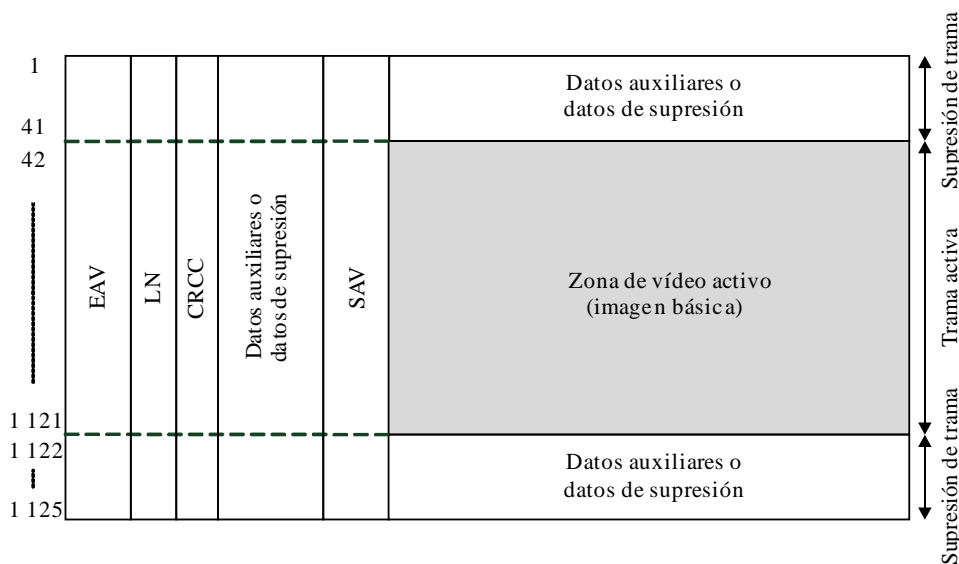 1
41
42
1 121
1 122
1 125
EAV
LN
CRCC
Datos auxiliares o
datos de supresión
SAV
Datos auxiliares o
datos de supresión
Zona de vídeo activo
(imagen básica)
Datos auxiliares o
datos de supresión
Supresión de trama
Trama activa
Supresión de trama